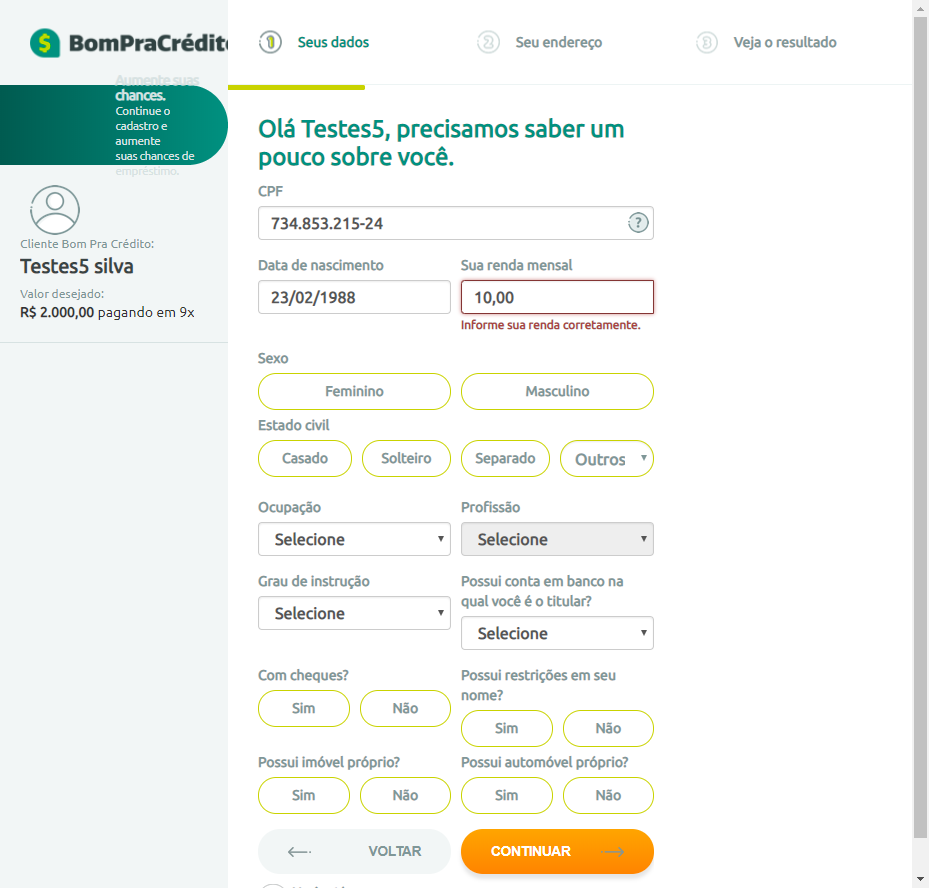 BomPraCrédito
1
Seus dados
2
Seu endereço
3
Veja o resultado
Aumente suas
chances.
Continue o
cadastro e
aumente
suas chances de
empréstimo.
Cliente Bom Pra Crédito:
Testes5 silva
Valor desejado:
R$ 2.000,00 pagando em 9x
Olá Testes5, precisamos saber um
pouco sobre você.
CPF
734.853.215-24 ?
Data de nascimento
Sua renda mensal
23/02/1988
10,00
Informe sua renda corretamente.
Sexo
Feminino
Masculino
Estado civil
Casado
Solteiro
Separado
Outros
Ocupação
Profissão
Selecione
Selecione
Grau de instrução
Possui conta em banco na
qual você é o titular?
Selecione
Selecione
Com cheques?
Possui restrições em seu
nome?
Sim
Não
Sim
Não
Possui imóvel próprio?
Possui automóvel próprio?
Sim
Não
Sim
Não
VOLTAR
CONTINUAR